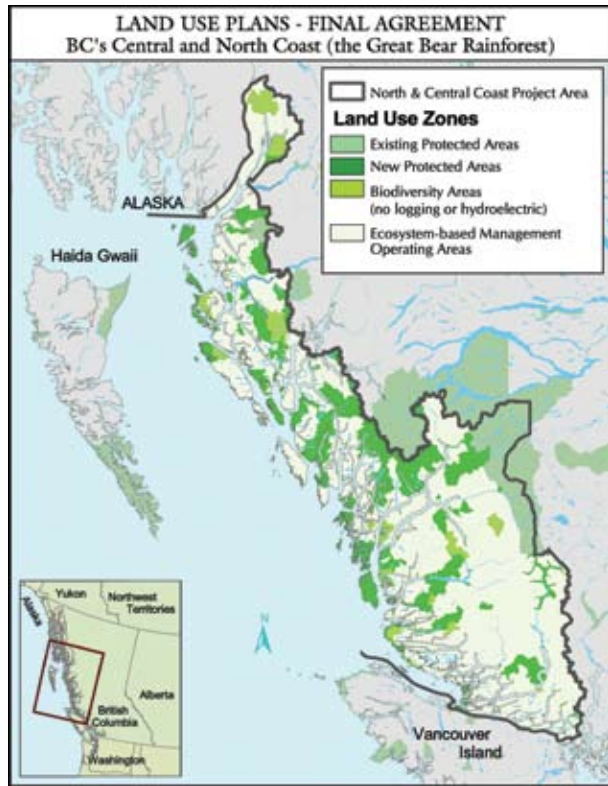 LAND USE PLANS - FINAL AGREEMENT
BC's Central and North Coast (the Great Bear Rainforest)
North & Central Coast Project Area
Land Use Zones
Existing Protected Areas
New Protected Areas
Biodiversity Areas
(no logging or hydroelectric)
Ecosystem-based Management
Operating Areas
ALASKA
Haida Gwaii
N
Vancouver
Island
Yukon
Northwest
Territories
Alaska
Alberta
British
Columbia
Washington